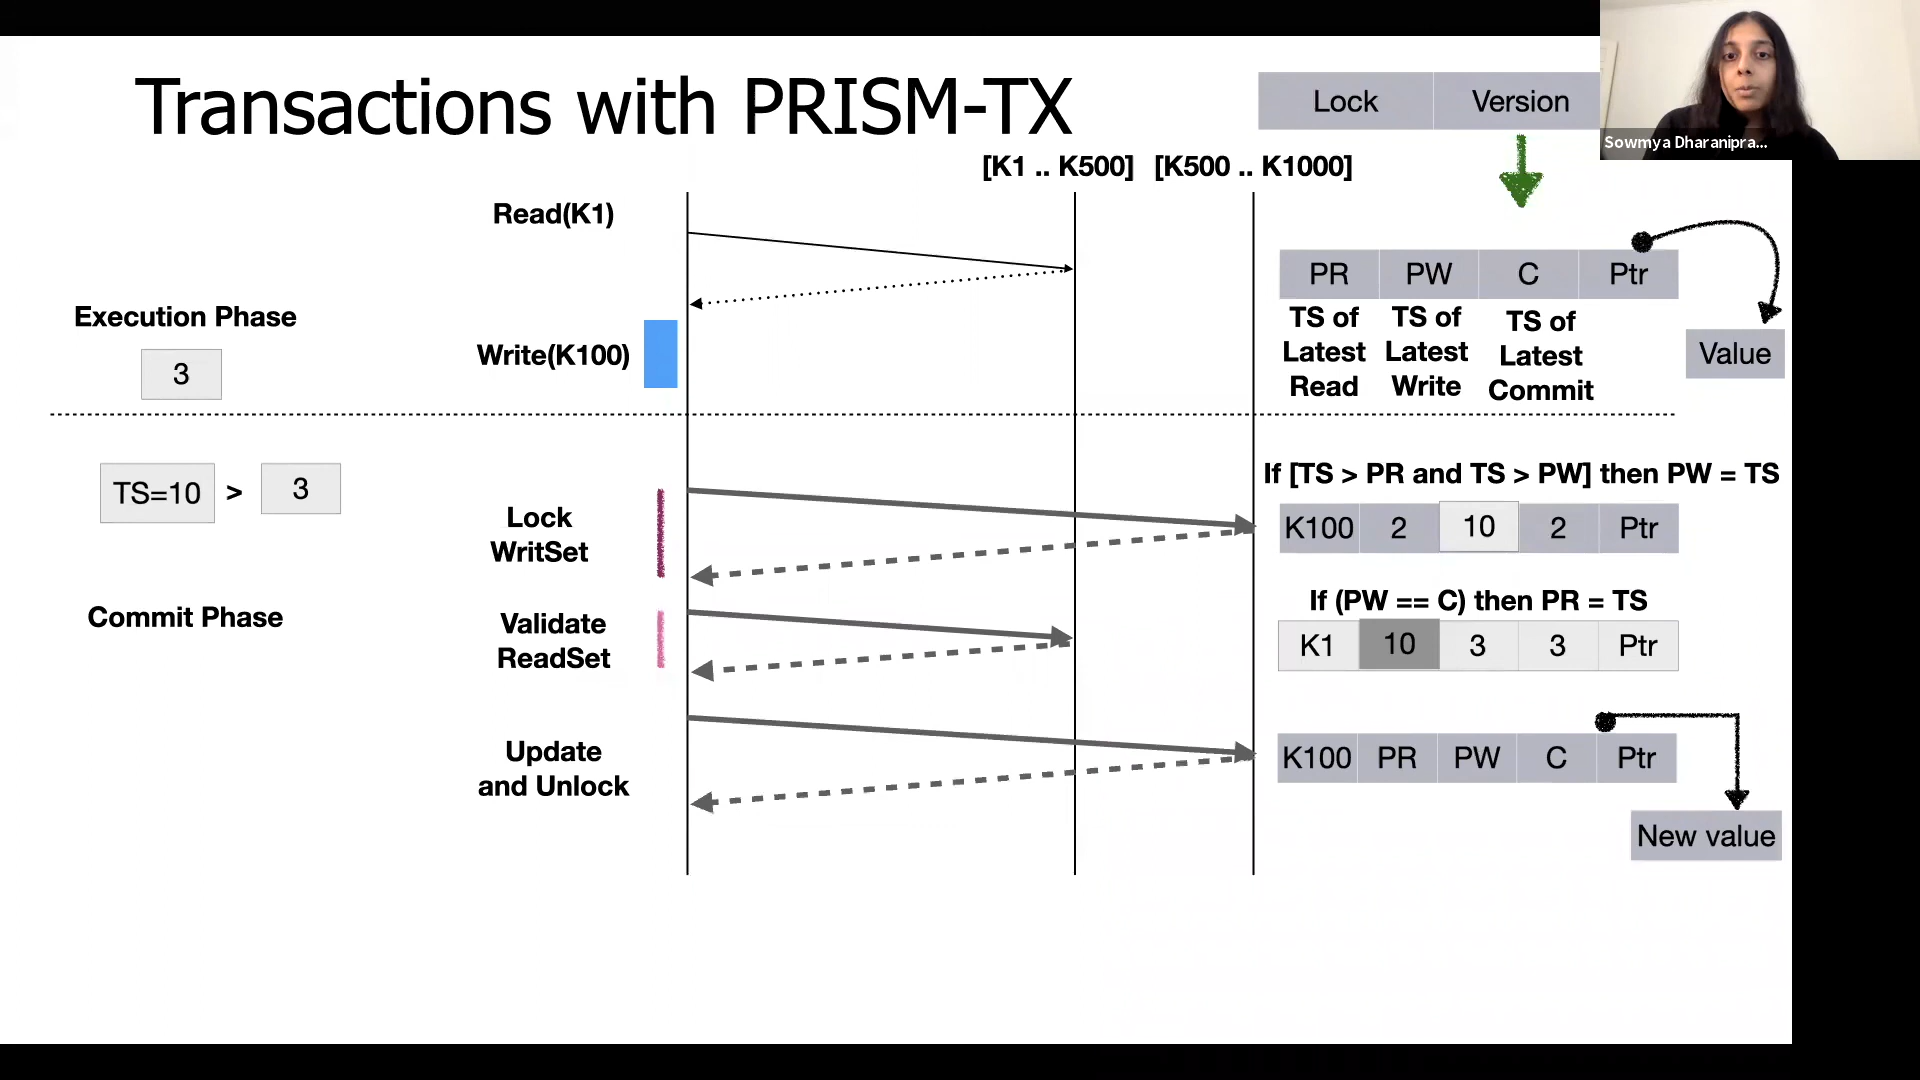 Transactions with PRISM-TX
Lock Version
Sowmya Dharanipra...
[K1 .. K500] [K500 .. K1000]
Read(K1)
PR PW C Ptr
Execution Phase
3
Write(K100)
TS of
Latest
Read
TS of
Latest
Write
TS of
Latest
Commit
Value
TS=10 > 3
If [TS > PR and TS > PW] then PW = TS
Lock
WritSet
K100 2 10 2 Ptr
Commit Phase
Validate
ReadSet
If (PW == C) then PR = TS
K1 10 3 3 Ptr
Update
and Unlock
K100 PR PW C Ptr
New value